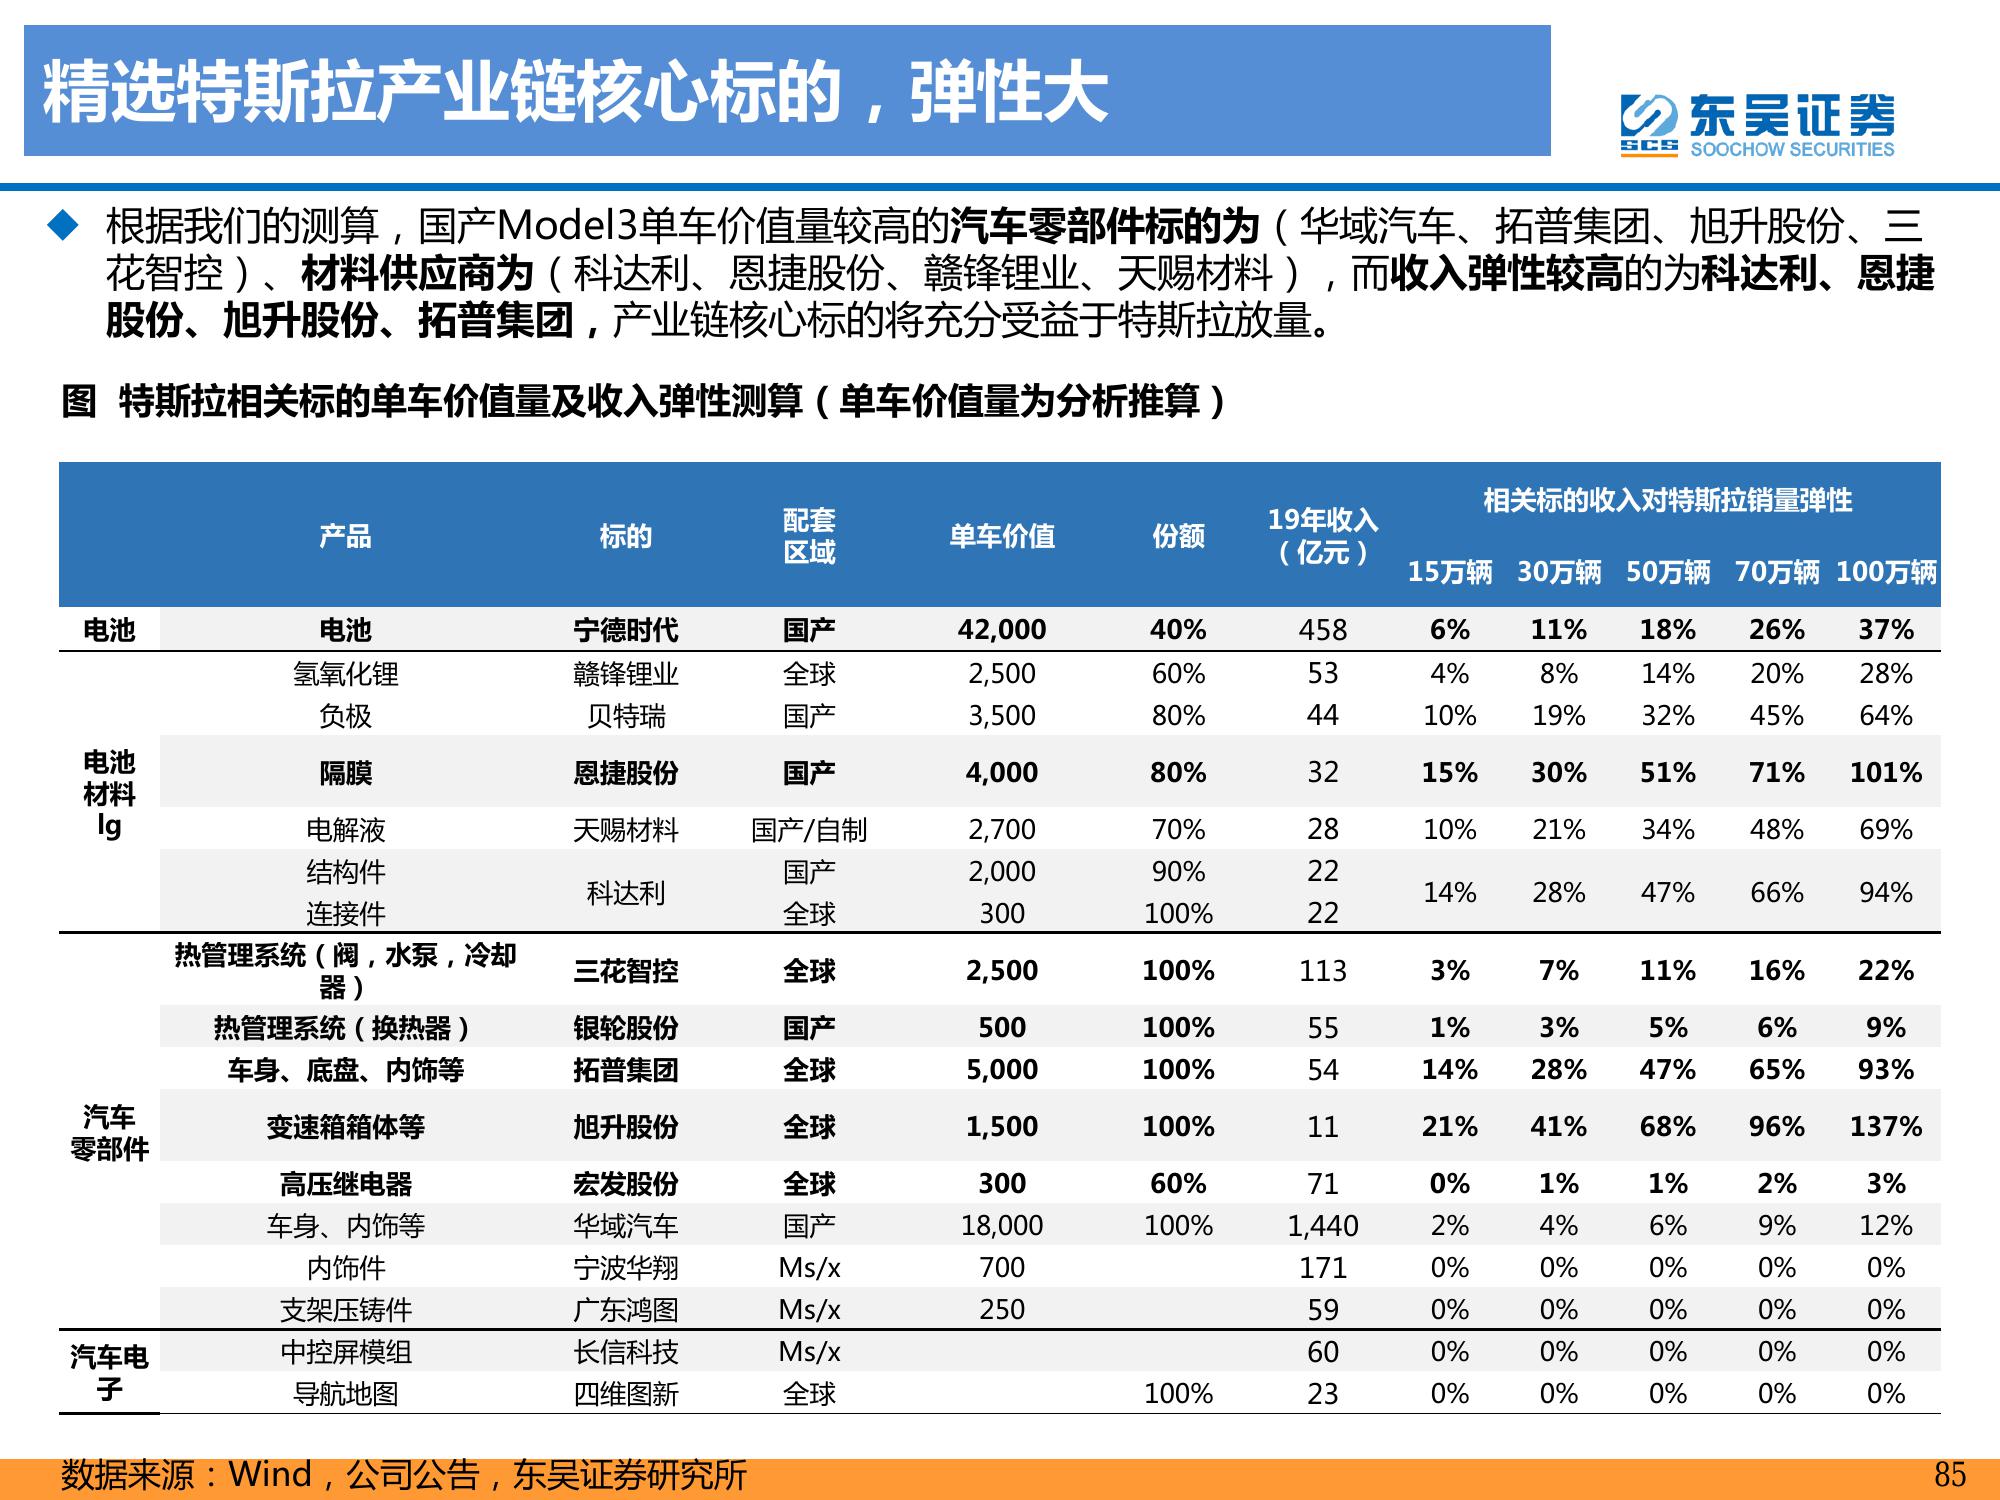 精选特斯拉产业链核心标的，弹性大
东吴证券
SCS
SOOCHOW SECURITIES
根据我们的测算，国产Model3单车价值量较高的汽车零部件标的为（华域汽车、拓普集团、旭升股份、三
花智控）、材料供应商为（科达利、恩捷股份、赣锋锂业、天赐材料），而收入弹性较高的为科达利、恩捷
股份、旭升股份、拓普集团，产业链核心标的将充分受益于特斯拉放量。
图 特斯拉相关标的单车价值量及收入弹性测算（单车价值量为分析推算）
产品 标的 配套区域 单车价值 份额 19年收入（亿元） 相关标的收入对特斯拉销量弹性
15万辆 30万辆 50万辆 70万辆 100万辆
电池 电池 宁德时代 国产 42,000 40% 458 6% 11% 18% 26% 37%
电池材料lg
氢氧化锂 赣锋锂业 全球 2,500 60% 53 4% 8% 14% 20% 28%
负极 贝特瑞 国产 3,500 80% 44 10% 19% 32% 45% 64%
隔膜 恩捷股份 国产 4,000 80% 32 15% 30% 51% 71% 101%
电解液 天赐材料 国产/自制 2,700 70% 28 10% 21% 34% 48% 69%
结构件 科达利 国产 2,000 90% 22 14% 28% 47% 66% 94%
连接件 全球 300 100% 22
汽车零部件
热管理系统（阀，水泵，冷却器） 三花智控 全球 2,500 100% 113 3% 7% 11% 16% 22%
热管理系统（换热器） 银轮股份 国产 500 100% 55 1% 3% 5% 6% 9%
车身、底盘、内饰等 拓普集团 全球 5,000 100% 54 14% 28% 47% 65% 93%
变速箱箱体等 旭升股份 全球 1,500 100% 11 21% 41% 68% 96% 137%
高压继电器 宏发股份 全球 300 60% 71 0% 1% 1% 2% 3%
车身、内饰等 华域汽车 国产 18,000 100% 1,440 2% 4% 6% 9% 12%
内饰件 宁波华翔 Ms/x 700 171 0% 0% 0% 0% 0%
支架压铸件 广东鸿图 Ms/x 250 59 0% 0% 0% 0% 0%
汽车电子
中控屏模组 长信科技 Ms/x 60 0% 0% 0% 0% 0%
导航地图 四维图新 全球 100% 23 0% 0% 0% 0% 0%
数据来源：Wind，公司公告，东吴证券研究所
85